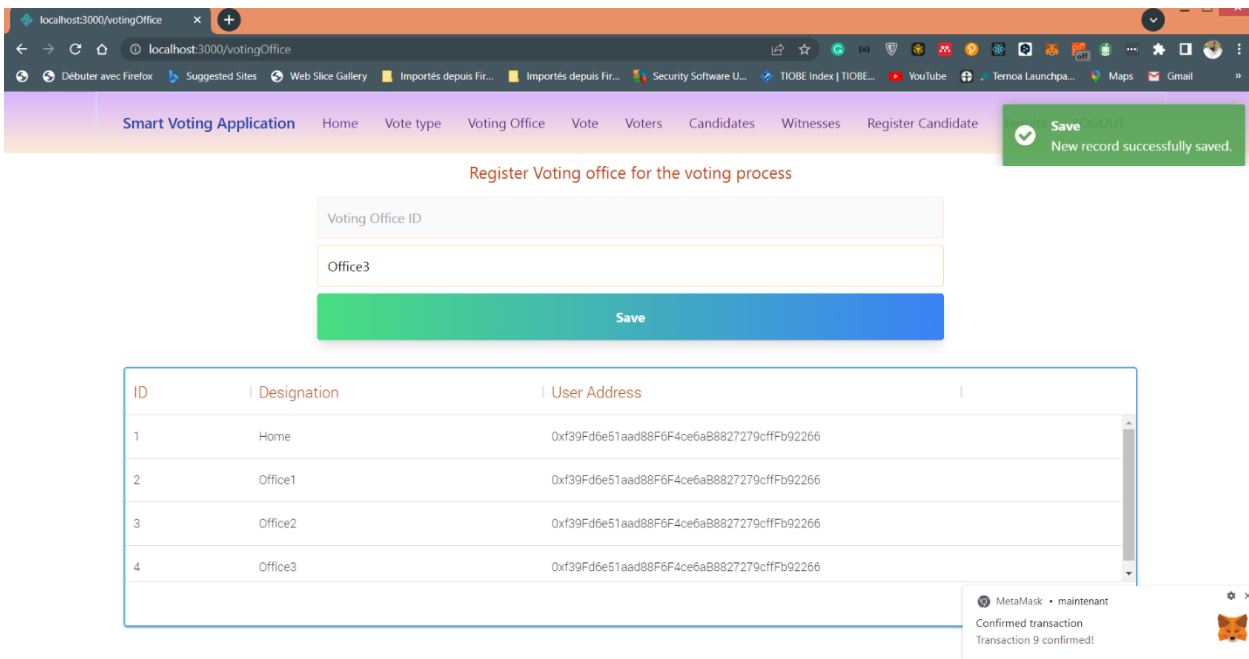 localhost:3000/votingOffice
localhost:3000/votingOffice
Débuter avec Firefox Suggested Sites Web Slice Gallery Importés depuis Fir... Importés depuis Fir... Security Software U... TIOBE Index | TIOBE... YouTube Ternoa Launchpa... Maps Gmail »
Smart Voting Application Home Vote type Voting Office Vote Voters Candidates Witnesses Register Candidate LOGOUT
Save
New record successfully saved.
Register Voting office for the voting process
Voting Office ID
Office3
Save
ID Designation User Address
1 Home 0xf39Fd6e51aad88F6F4ce6aB8827279cffFb92266
2 Office1 0xf39Fd6e51aad88F6F4ce6aB8827279cffFb92266
3 Office2 0xf39Fd6e51aad88F6F4ce6aB8827279cffFb92266
4 Office3 0xf39Fd6e51aad88F6F4ce6aB8827279cffFb92266
MetaMask • maintenant
Confirmed transaction
Transaction 9 confirmed!